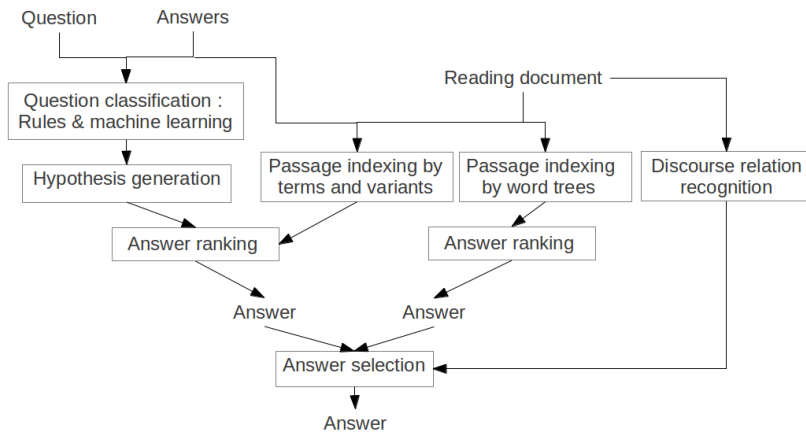 Question
Answers
Reading document
Question classification :
Rules & machine learning
Hypothesis generation
Passage indexing by
terms and variants
Passage indexing
by word trees
Discourse relation
recognition
Answer ranking
Answer ranking
Answer
Answer
Answer selection
Answer